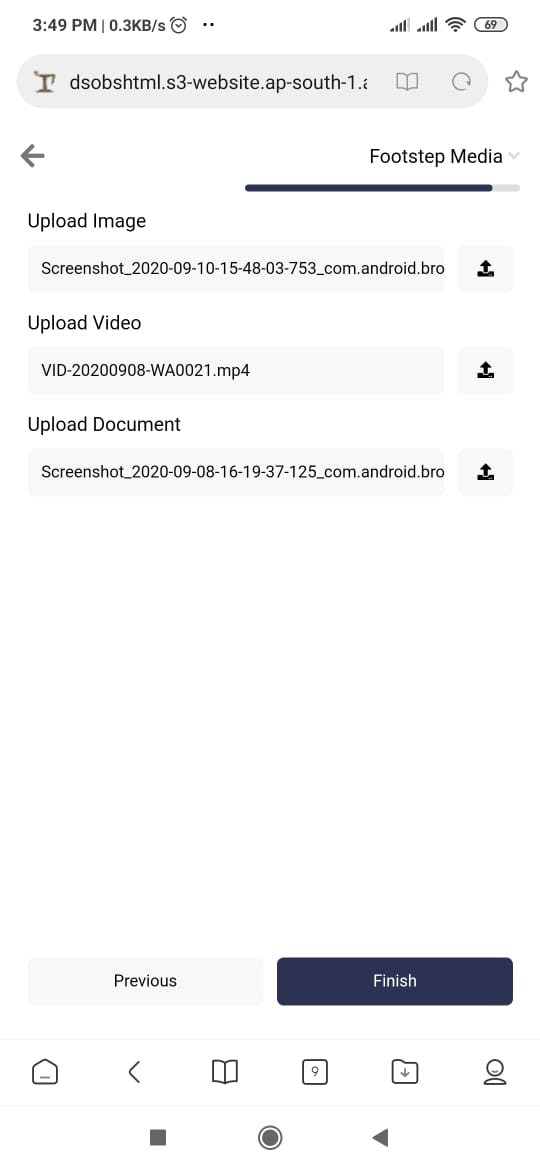 3:49 PM | 0.3KB/s
69
dsobshtml.s3-website.ap-south-1.
Footstep Media
Upload Image
Screenshot_2020-09-10-15-48-03-753_com.android.bro
Upload Video
VID-20200908-WA0021.mp4
Upload Document
Screenshot_2020-09-08-16-19-37-125_com.android.bro
Previous
Finish
9